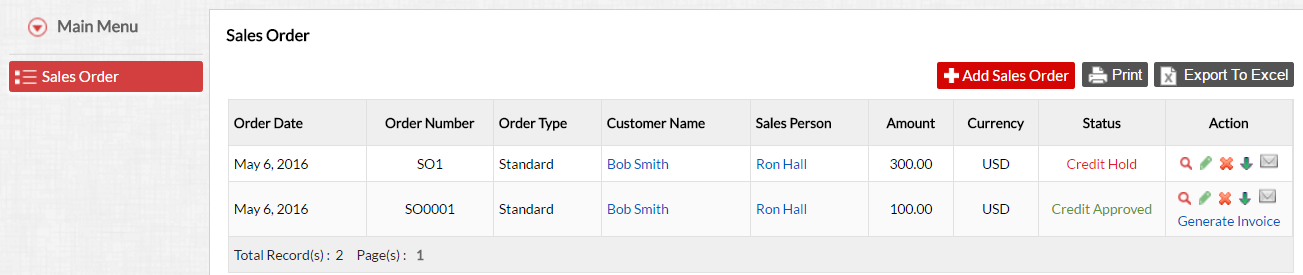 Main Menu
Sales Order
Sales Order
Add Sales Order Print Export To Excel
Order Date Order Number Order Type Customer Name Sales Person Amount Currency Status Action
May 6, 2016 SO1 Standard Bob Smith Ron Hall 300.00 USD Credit Hold
May 6, 2016 SO0001 Standard Bob Smith Ron Hall 100.00 USD Credit Approved
Generate Invoice
Total Record(s) : 2 Page(s) : 1